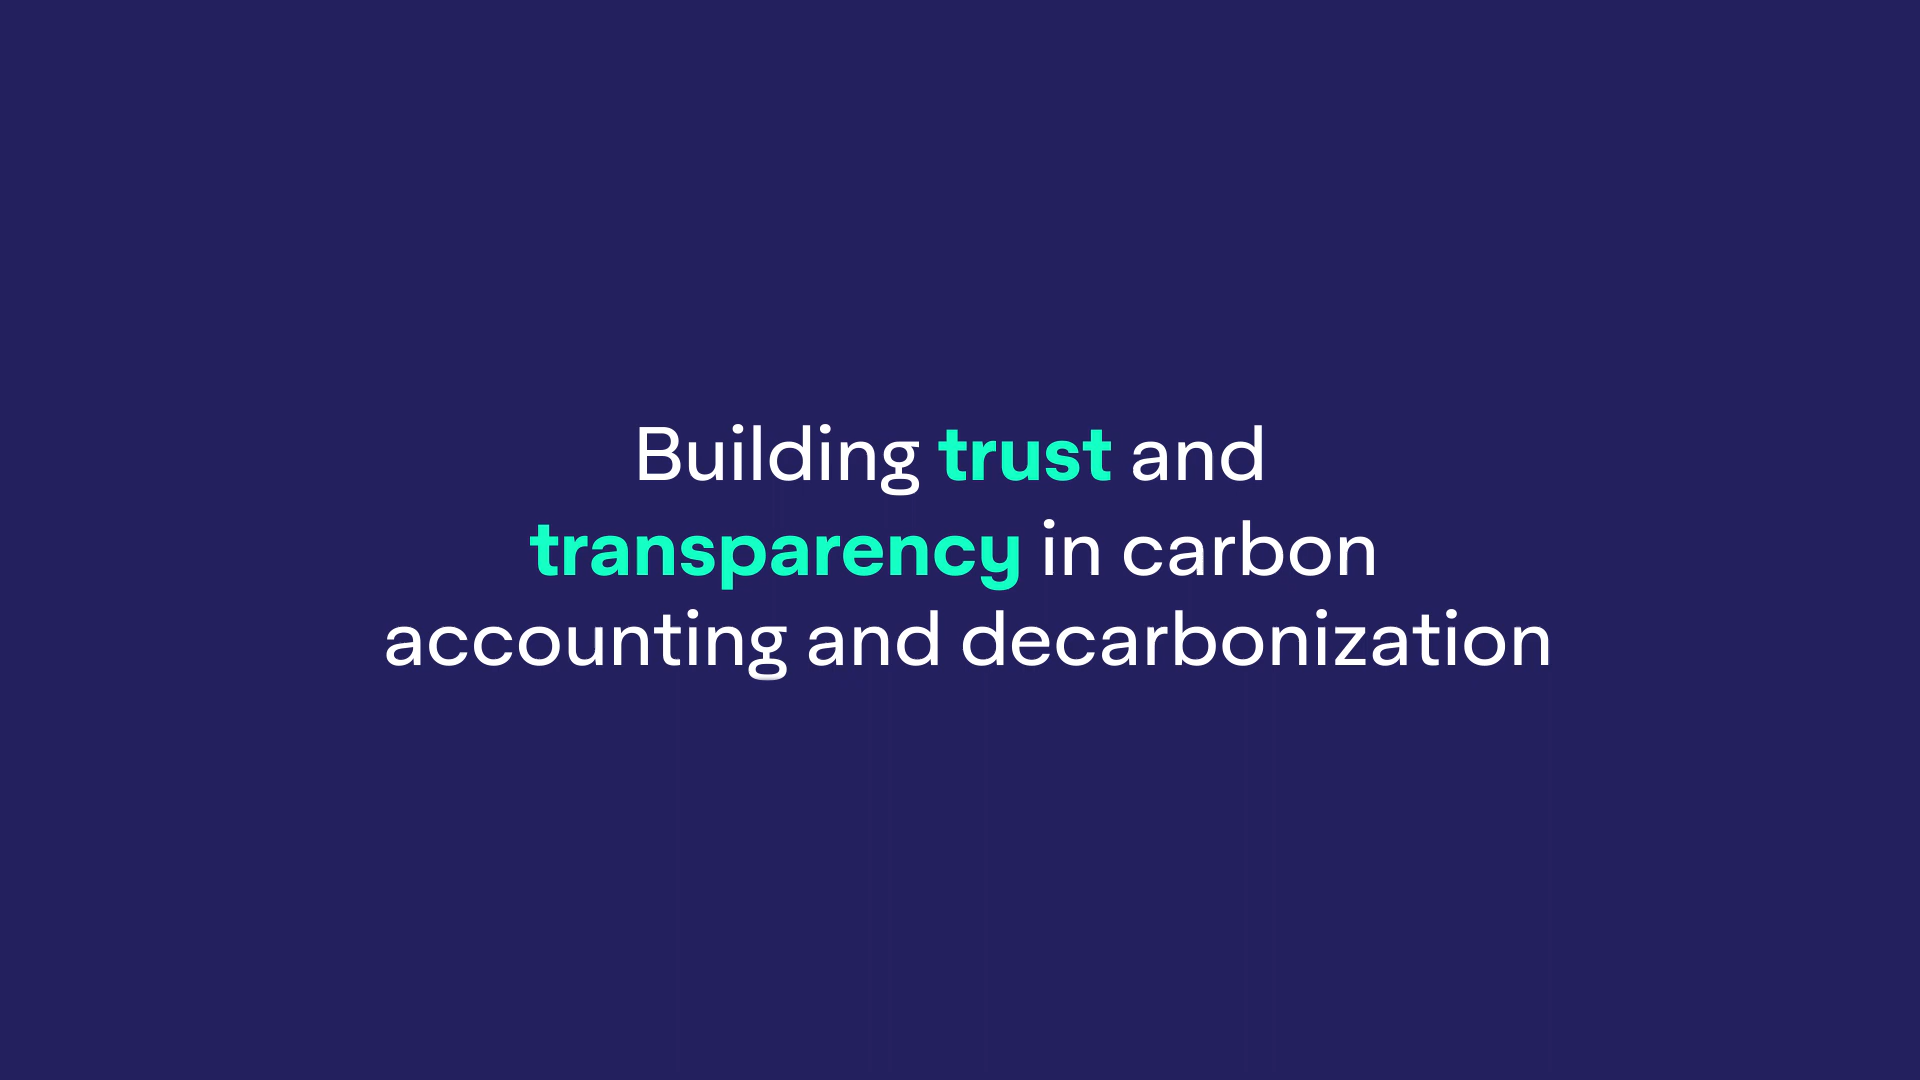 Building trust and
transparency in carbon
accounting and decarbonization